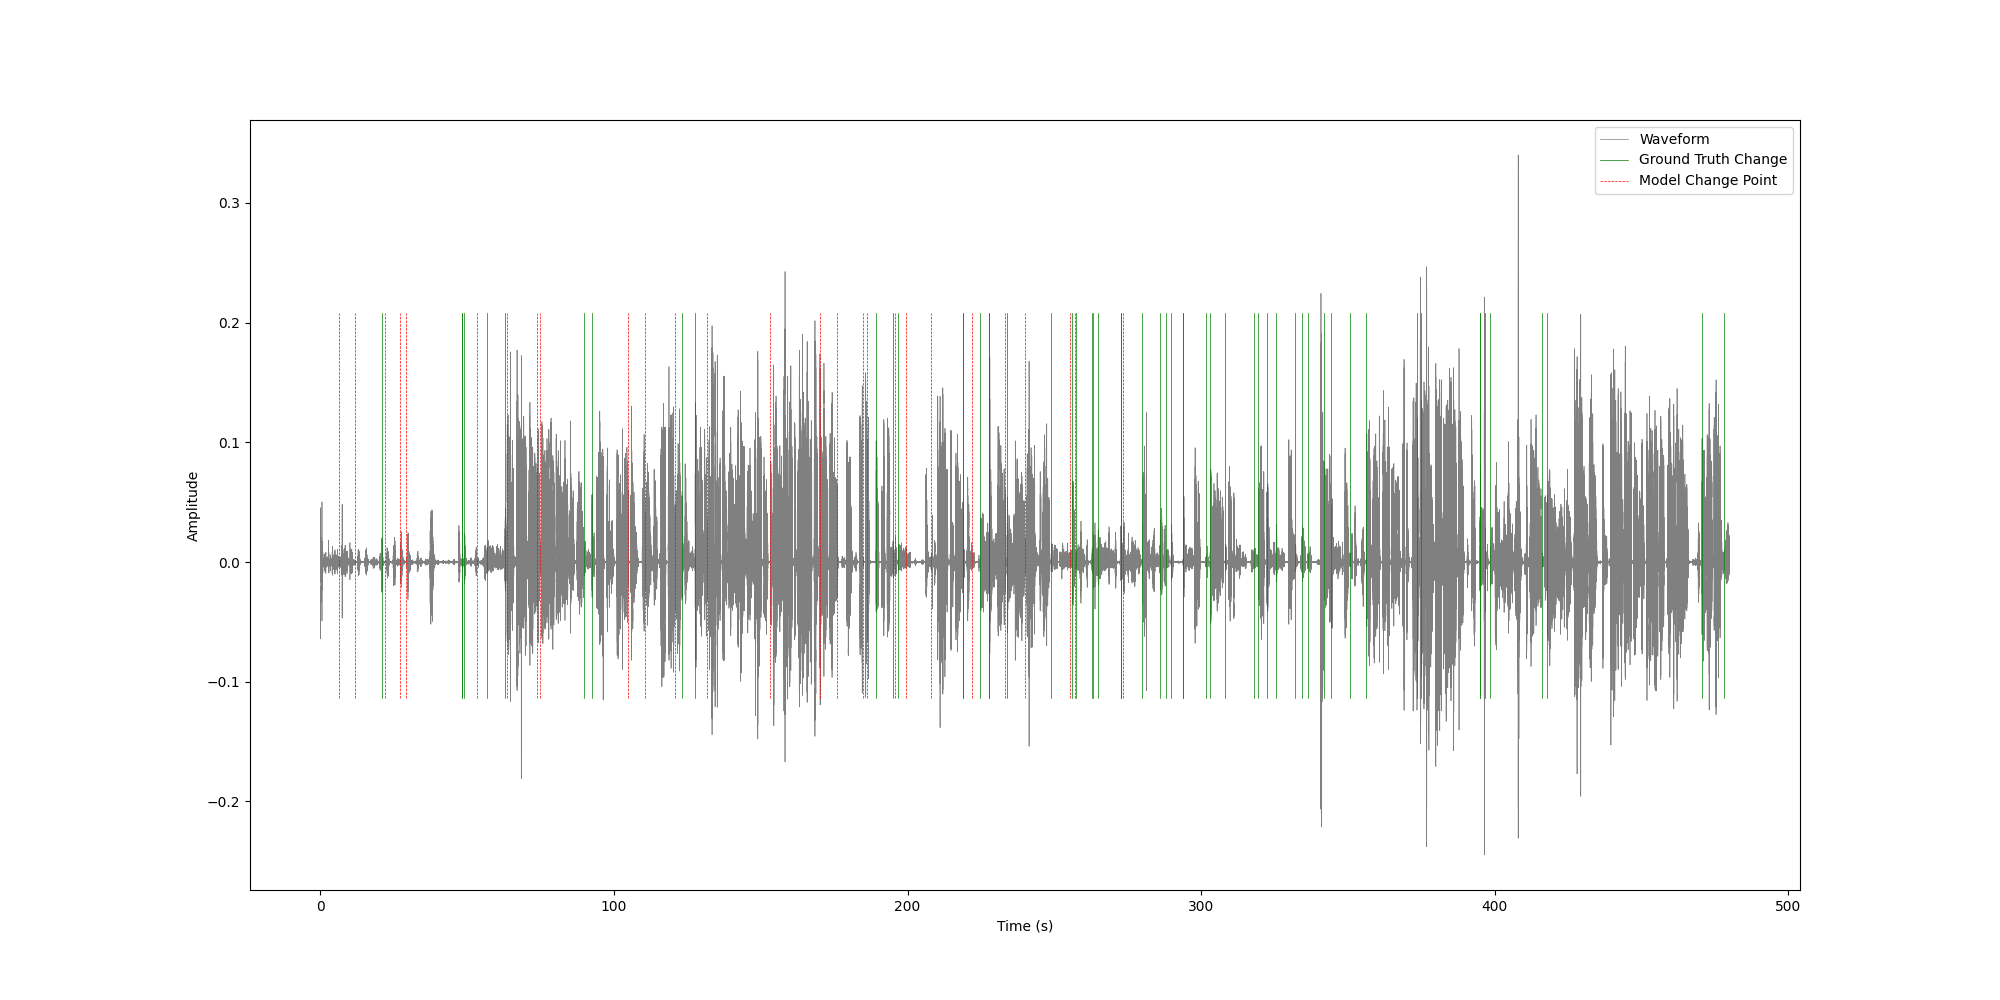 Waveform
Ground Truth Change
Model Change Point
0.3
0.2
0.1
0.0
−0.1
−0.2
Amplitude
0 100 200 300 400 500
Time (s)